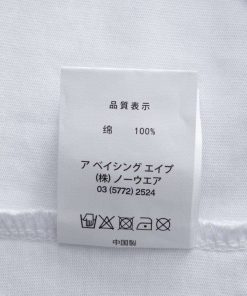 品質表示
绵 100%
ア ベイシング エイプ
(株) ノーウエア
03 (5772) 2524
中国製